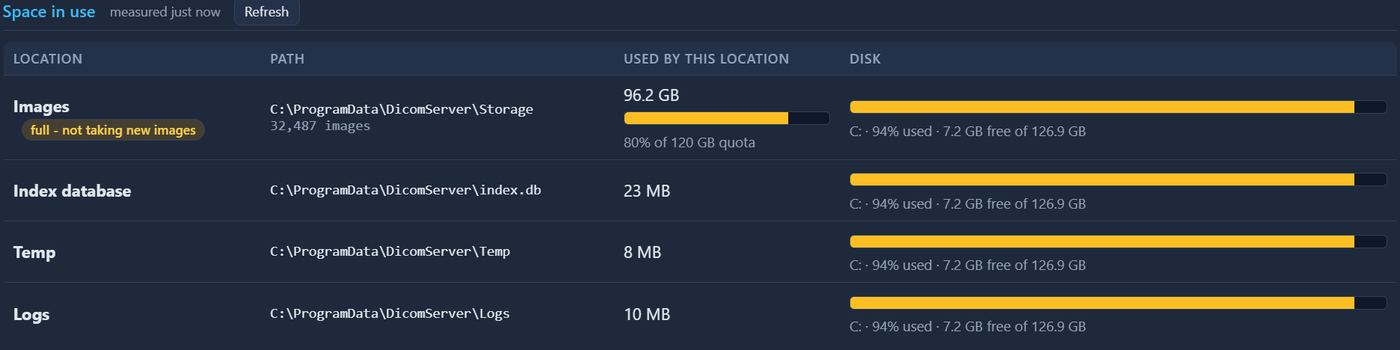 Space in use measured just now Refresh
LOCATION PATH USED BY THIS LOCATION DISK
Images
full - not taking new images
C:\ProgramData\DicomServer\Storage
32,487 images
96.2 GB
80% of 120 GB quota
C: · 94% used · 7.2 GB free of 126.9 GB
Index database C:\ProgramData\DicomServer\index.db 23 MB
C: · 94% used · 7.2 GB free of 126.9 GB
Temp C:\ProgramData\DicomServer\Temp 8 MB
C: · 94% used · 7.2 GB free of 126.9 GB
Logs C:\ProgramData\DicomServer\Logs 10 MB
C: · 94% used · 7.2 GB free of 126.9 GB